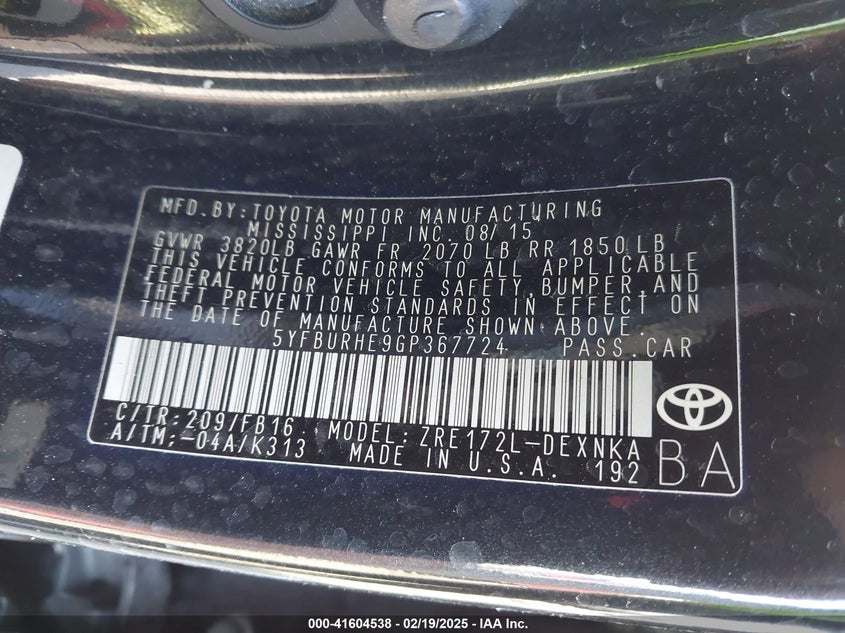 MFD.BY:TOYOTA MOTOR MANUFACTURING
MISSISSIPPI INC. 08/15
GVWR 3820LB GAWR FR 2070 LB RR 1850 LB
THIS VEHICLE CONFORMS TO ALL APPLICABLE
FEDERAL MOTOR VEHICLE SAFETY, BUMPER, AND
THEFT PREVENTION STANDARDS IN EFFECT ON
THE DATE OF MANUFACTURE SHOWN ABOVE.
5YFBURHE9GP367724 PASS.CAR
C/TR:209/FB16 MODEL: ZRE172L-DEXNKA
A/TM:-04A/K313 MADE IN U.S.A. 192
BA
000-41604538 - 02/19/2025 - IAA Inc.